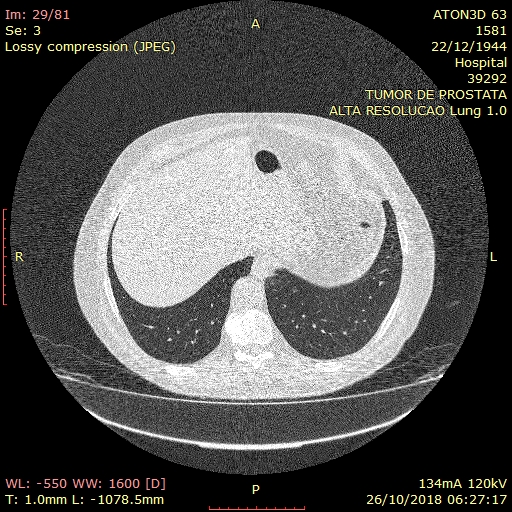 Im: 29/81
Se: 3
Lossy compression (JPEG)
A
ATON3D 63
1581
22/12/1944
Hospital
39292
TUMOR DE PROSTATA
ALTA RESOLUCAO Lung 1.0
R
L
WL: -550 WW: 1600 [D]
T: 1.0mm L: -1078.5mm
P
134mA 120kV
26/10/2018 06:27:17